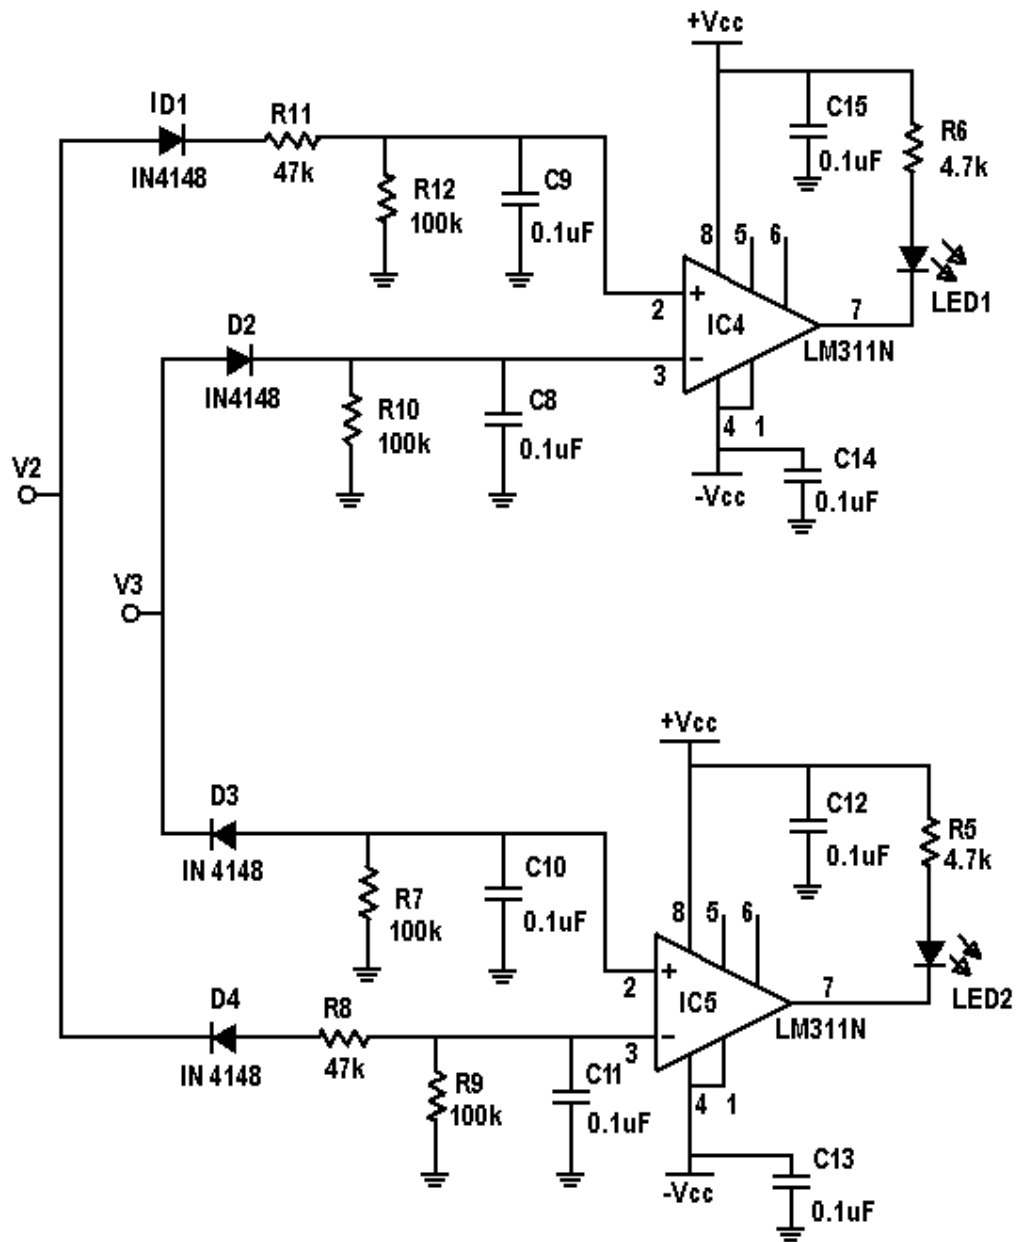 +Vcc
ID1
IN4148
R11
47k
R12
100k
C9
0.1uF
C15
0.1uF
R6
4.7k
8
5
6
2
+
IC4
7
LED1
LM311N
3
-
D2
IN4148
R10
100k
C8
0.1uF
4
1
C14
0.1uF
-Vcc
V2
V3
+Vcc
D3
IN 4148
R7
100k
C10
0.1uF
C12
0.1uF
R5
4.7k
8
5
6
2
+
IC5
7
LED2
LM311N
3
-
D4
IN 4148
R8
47k
R9
100k
C11
0.1uF
4
1
C13
0.1uF
-Vcc